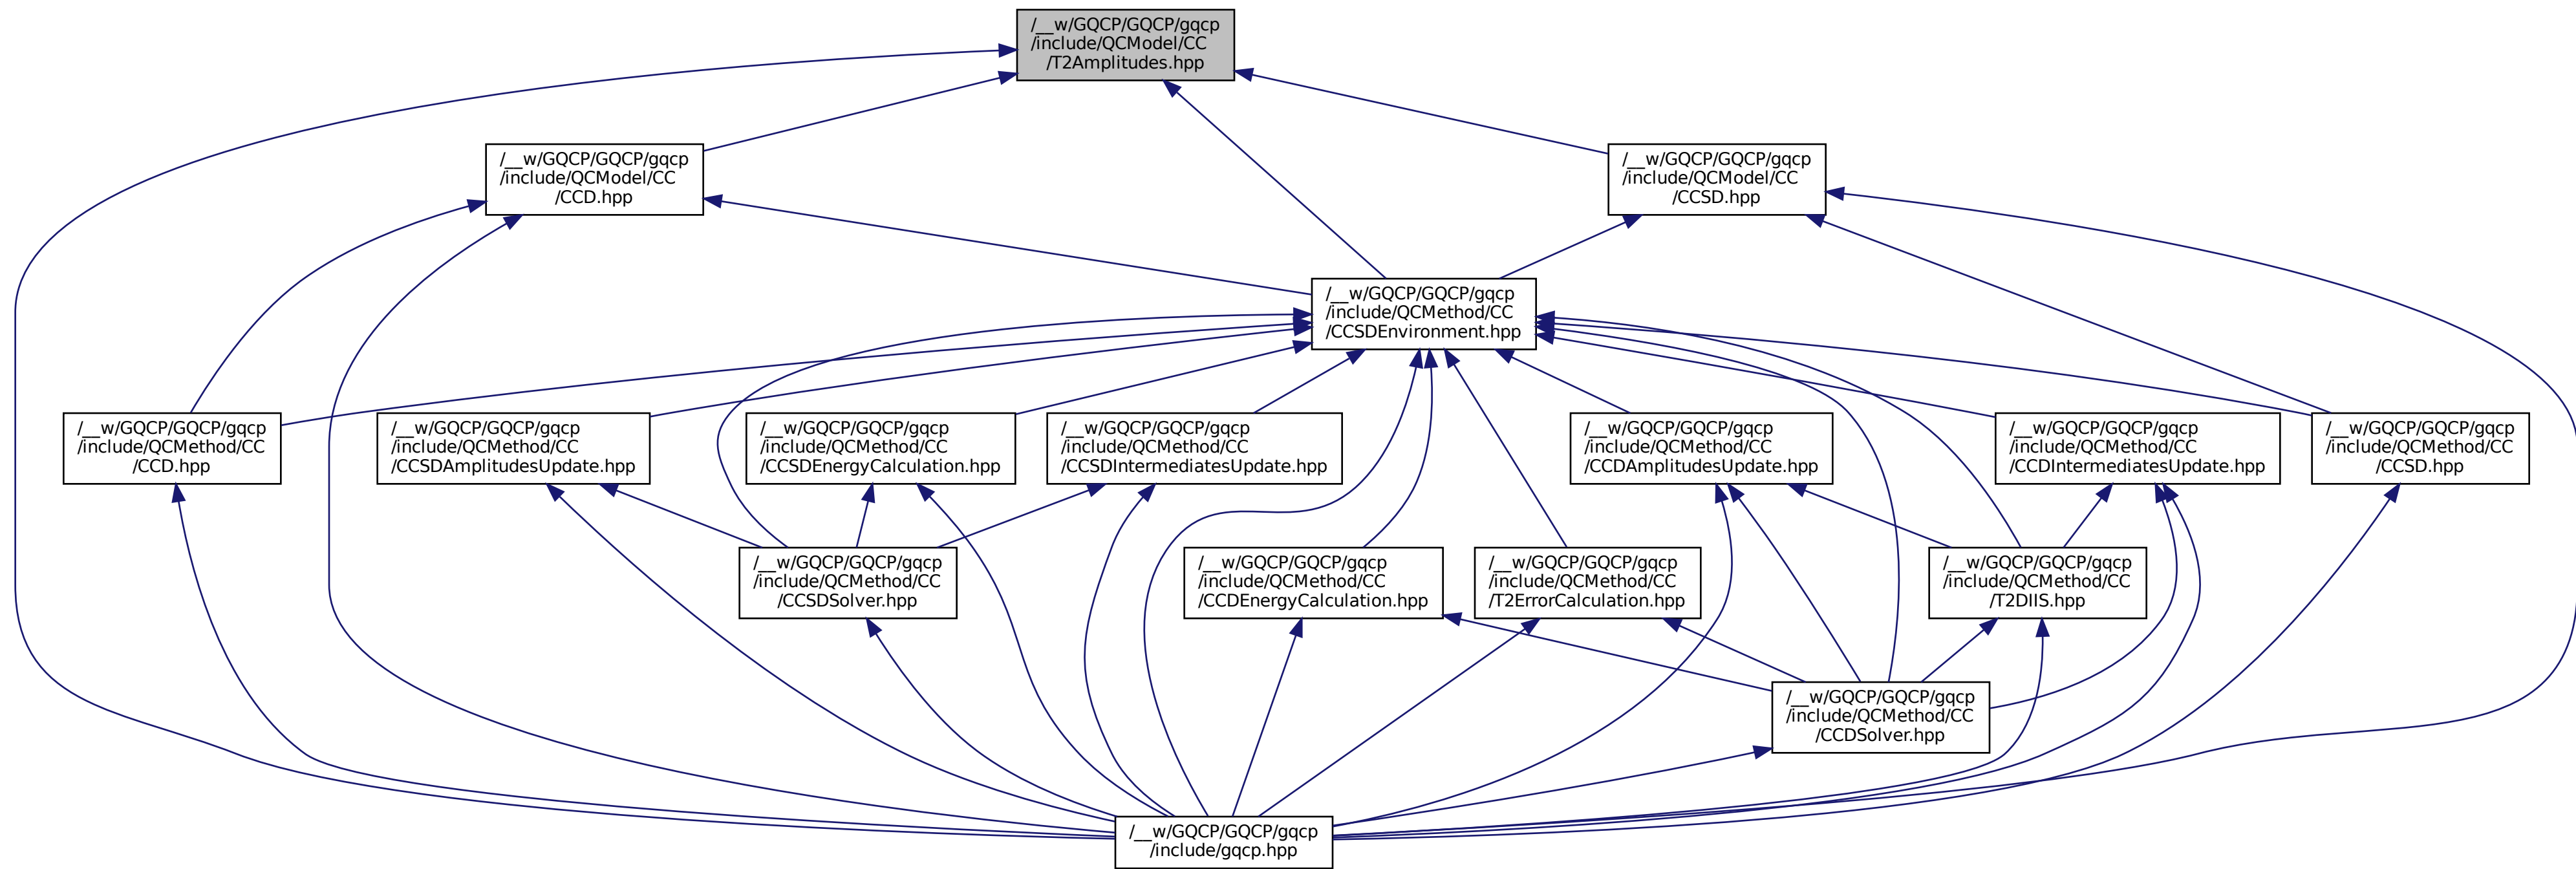 /__w/GQCP/GQCP/gqcp
/include/QCModel/CC
/T2Amplitudes.hpp
/__w/GQCP/GQCP/gqcp
/include/QCModel/CC
/CCD.hpp
/__w/GQCP/GQCP/gqcp
/include/QCModel/CC
/CCSD.hpp
/__w/GQCP/GQCP/gqcp
/include/QCMethod/CC
/CCSDEnvironment.hpp
/__w/GQCP/GQCP/gqcp
/include/QCMethod/CC
/CCD.hpp
/__w/GQCP/GQCP/gqcp
/include/QCMethod/CC
/CCSDAmplitudesUpdate.hpp
/__w/GQCP/GQCP/gqcp
/include/QCMethod/CC
/CCSDEnergyCalculation.hpp
/__w/GQCP/GQCP/gqcp
/include/QCMethod/CC
/CCSDIntermediatesUpdate.hpp
/__w/GQCP/GQCP/gqcp
/include/QCMethod/CC
/CCDAmplitudesUpdate.hpp
/__w/GQCP/GQCP/gqcp
/include/QCMethod/CC
/CCDIntermediatesUpdate.hpp
/__w/GQCP/GQCP/gqcp
/include/QCMethod/CC
/CCSD.hpp
/__w/GQCP/GQCP/gqcp
/include/QCMethod/CC
/CCSDSolver.hpp
/__w/GQCP/GQCP/gqcp
/include/QCMethod/CC
/CCDEnergyCalculation.hpp
/__w/GQCP/GQCP/gqcp
/include/QCMethod/CC
/T2ErrorCalculation.hpp
/__w/GQCP/GQCP/gqcp
/include/QCMethod/CC
/T2DIIS.hpp
/__w/GQCP/GQCP/gqcp
/include/QCMethod/CC
/CCDSolver.hpp
/__w/GQCP/GQCP/gqcp
/include/gqcp.hpp